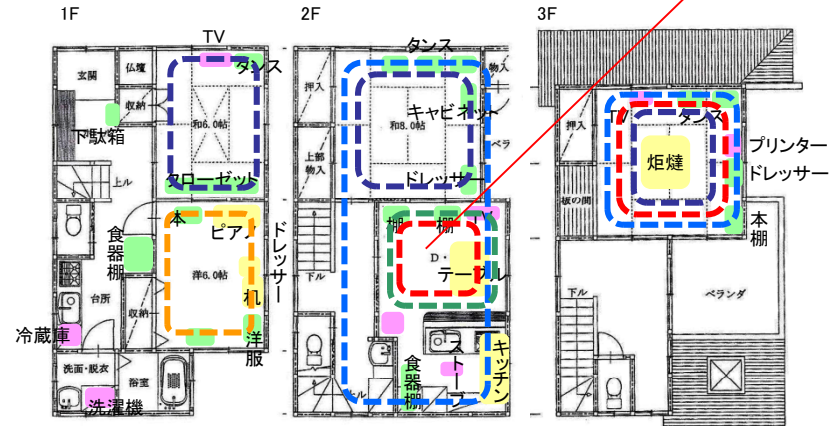 1F
TV
タンス
玄関
仏壇
収納
和6.0帖
下駄箱
上ル
クローゼット
本
ピアノ
ドレッサー
食器棚
洋6.0帖
机
台所
収納
冷蔵庫
洋服
洗面・脱衣
浴室
洗濯機
2F
タンス
押入
物入
キャビネット
和8.0帖
ベラ
上部物入
ドレッサー
棚
棚
TV
D・
テーブル
下ル
食器棚
ストーブ
キッチン
3F
TV
タンス
押入
炬燵
プリンター
ドレッサー
板の間
本棚
下ル
ベランダ